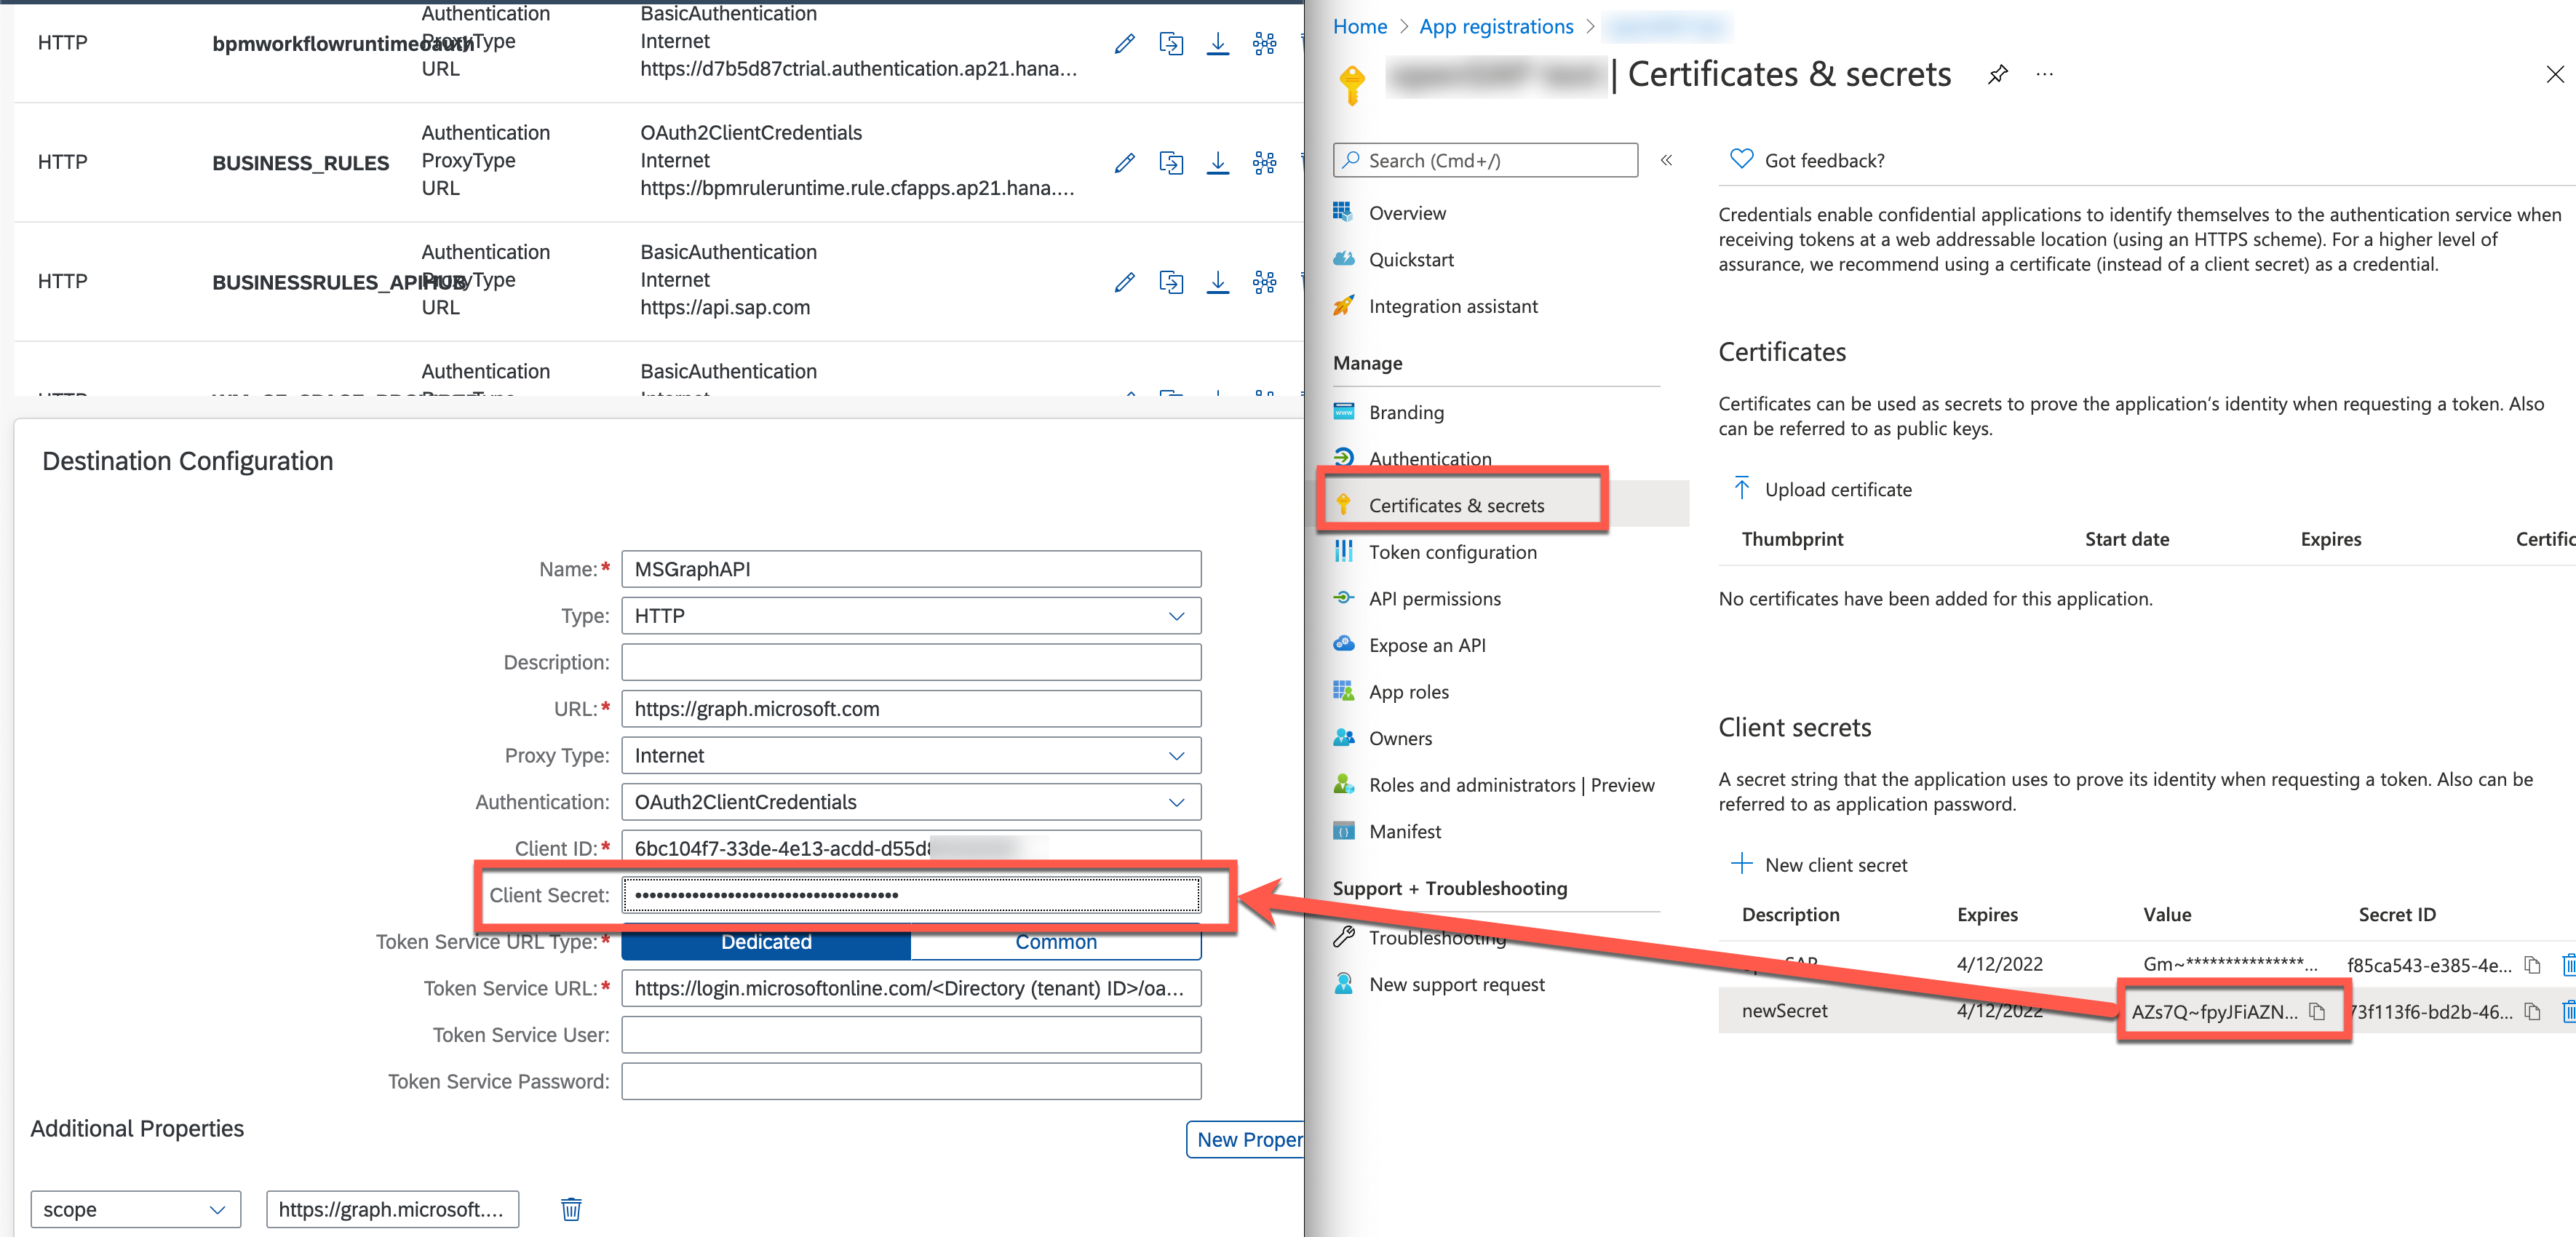 Authentication BasicAuthentication
HTTP bpmworkflowruntimeoauth ProxyType Internet
URL https://d7b5d87ctrial.authentication.ap21.hana...
Authentication OAuth2ClientCredentials
HTTP BUSINESS_RULES ProxyType Internet
URL https://bpmruleruntime.rule.cfapps.ap21.hana....
Authentication BasicAuthentication
HTTP BUSINESSRULES_APIHUB ProxyType Internet
URL https://api.sap.com
Authentication BasicAuthentication
Destination Configuration
Name:* MSGraphAPI
Type: HTTP
Description:
URL:* https://graph.microsoft.com
Proxy Type: Internet
Authentication: OAuth2ClientCredentials
Client ID:* 6bc104f7-33de-4e13-acdd-d55d
Client Secret: •••••••••••••••••••••••••••••••••••••
Token Service URL Type:* Dedicated Common
Token Service URL:* https://login.microsoftonline.com/<Directory (tenant) ID>/oa...
Token Service User:
Token Service Password:
Additional Properties
New Proper
scope https://graph.microsoft....
Home > App registrations >
| Certificates & secrets ...
Search (Cmd+/) «
Overview
Quickstart
Integration assistant
Manage
Branding
Authentication
Certificates & secrets
Token configuration
API permissions
Expose an API
App roles
Owners
Roles and administrators | Preview
Manifest
Support + Troubleshooting
Troubleshooting
New support request
Got feedback?
Credentials enable confidential applications to identify themselves to the authentication service when
receiving tokens at a web addressable location (using an HTTPS scheme). For a higher level of
assurance, we recommend using a certificate (instead of a client secret) as a credential.
Certificates
Certificates can be used as secrets to prove the application's identity when requesting a token. Also
can be referred to as public keys.
Upload certificate
Thumbprint Start date Expires Certific
No certificates have been added for this application.
Client secrets
A secret string that the application uses to prove its identity when requesting a token. Also can be
referred to as application password.
New client secret
Description Expires Value Secret ID
4/12/2022 Gm~***************... f85ca543-e385-4e...
newSecret 4/12/2022 AZs7Q~fpyJFiAZN... 73f113f6-bd2b-46...